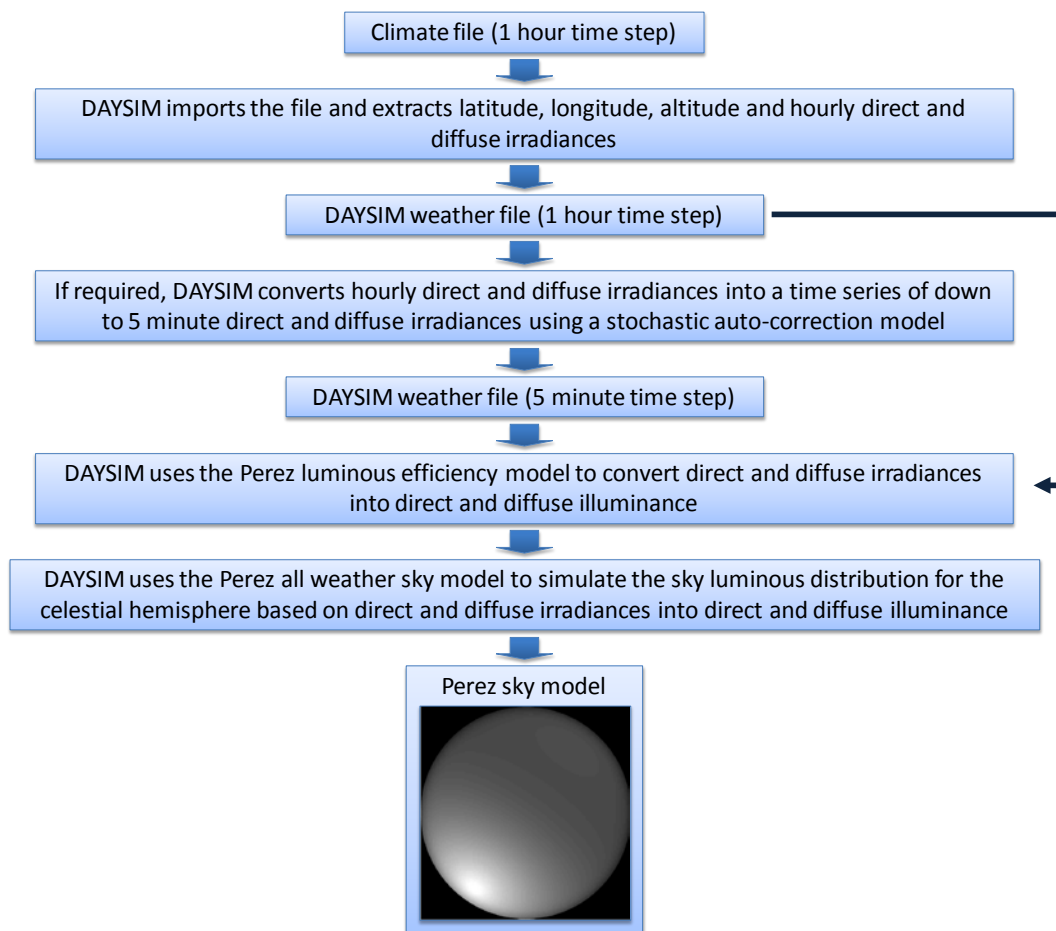 Climate file (1 hour time step)
DAYSIM imports the file and extracts latitude, longitude, altitude and hourly direct and
diffuse irradiances
DAYSIM weather file (1 hour time step)
If required, DAYSIM converts hourly direct and diffuse irradiances into a time series of down
to 5 minute direct and diffuse irradiances using a stochastic auto-correction model
DAYSIM weather file (5 minute time step)
DAYSIM uses the Perez luminous efficiency model to convert direct and diffuse irradiances
into direct and diffuse illuminance
DAYSIM uses the Perez all weather sky model to simulate the sky luminous distribution for the
celestial hemisphere based on direct and diffuse irradiances into direct and diffuse illuminance
Perez sky model